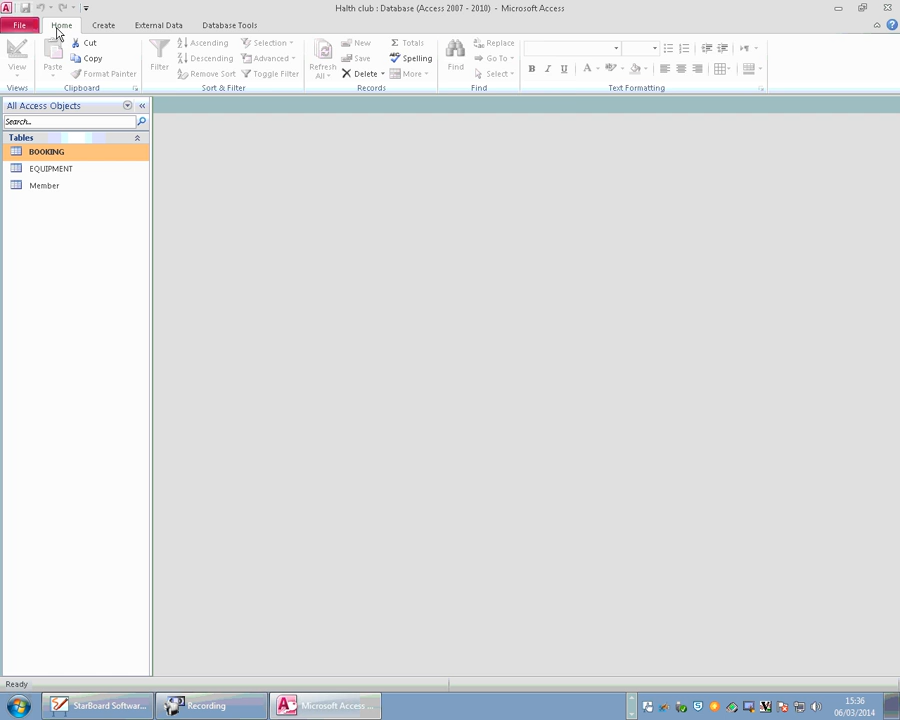 Halth club : Database (Access 2007 - 2010) - Microsoft Access
File Home Create External Data Database Tools
View
Views
Paste
Cut
Copy
Format Painter
Clipboard
Filter
Ascending
Descending
Remove Sort
Selection
Advanced
Toggle Filter
Sort & Filter
Refresh All
New
Save
Delete
Totals
Spelling
More
Records
Find
Replace
Go To
Select
Find
B I U A
Text Formatting
All Access Objects
Search..
Tables
BOOKING
EQUIPMENT
Member
Ready
StarBoard Softwar...
Recording
Microsoft Access ...
15:36
06/03/2014